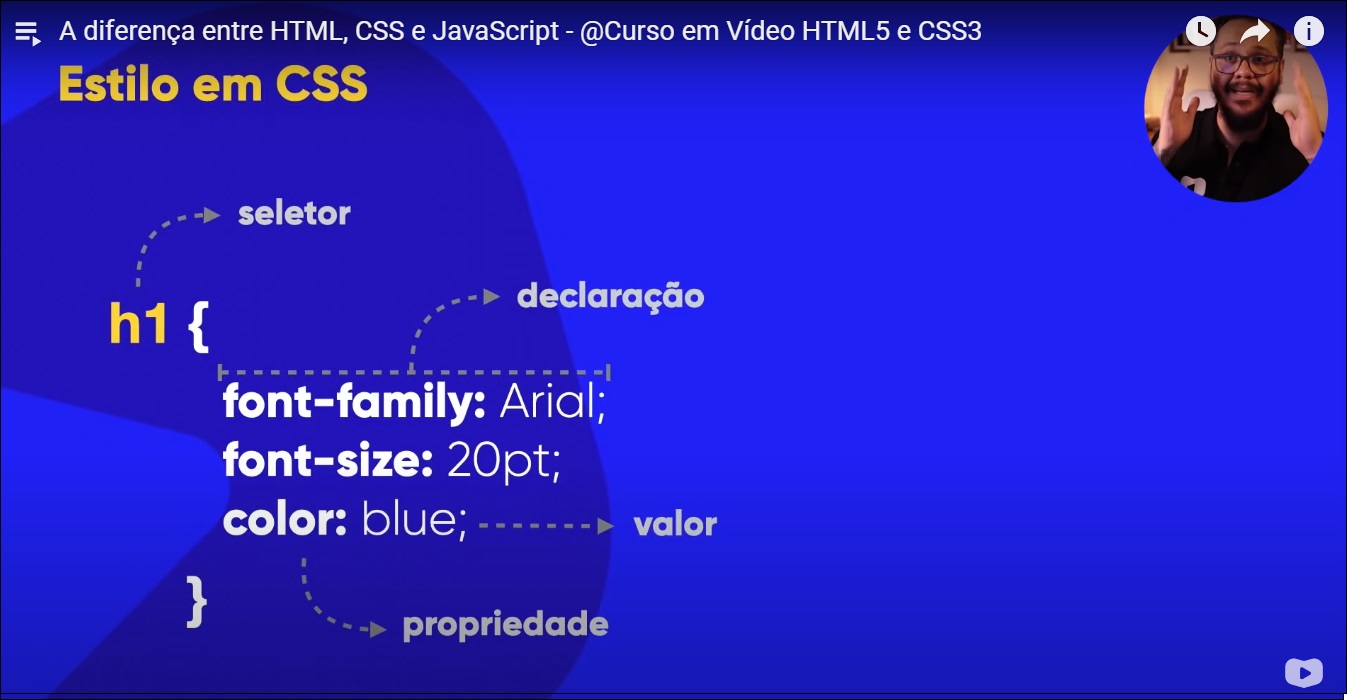 A diferença entre HTML, CSS e JavaScript - @Curso em Vídeo HTML5 e CSS3
Estilo em CSS
seletor
declaração
h1 {
font-family: Arial;
font-size: 20pt;
color: blue;
valor
}
propriedade